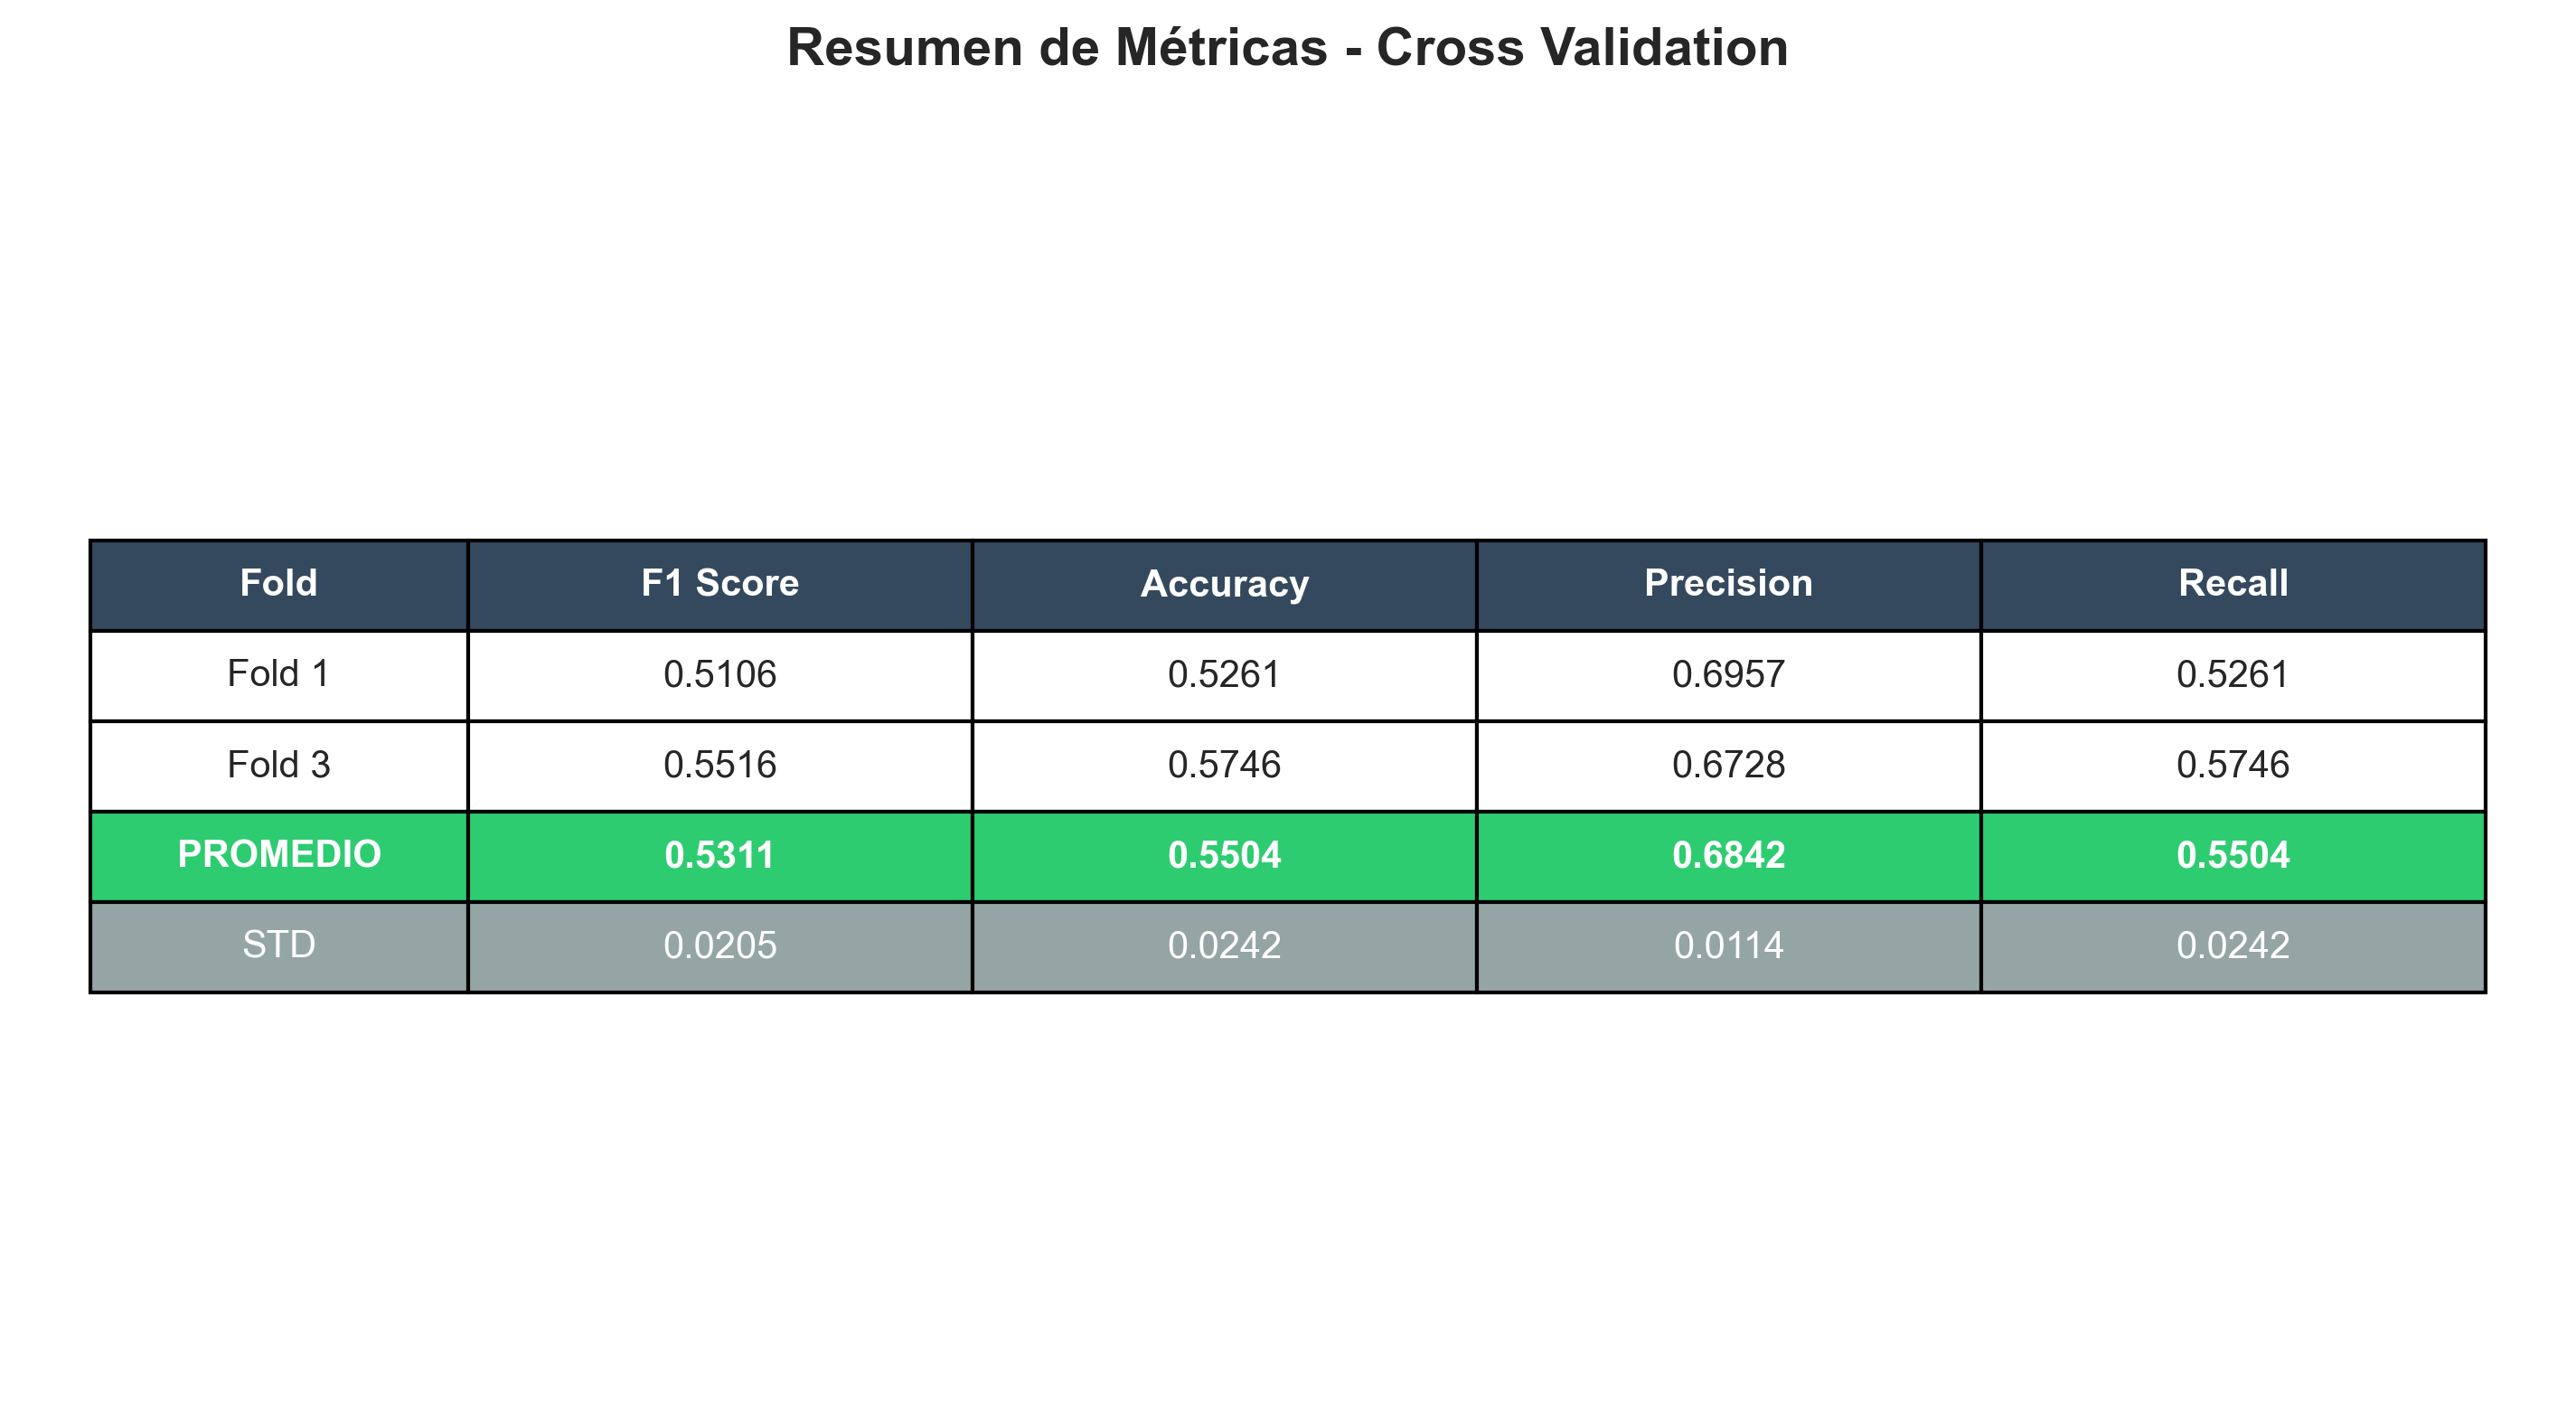 Resumen de Métricas - Cross Validation
Fold F1 Score Accuracy Precision Recall
Fold 1 0.5106 0.5261 0.6957 0.5261
Fold 3 0.5516 0.5746 0.6728 0.5746
PROMEDIO 0.5311 0.5504 0.6842 0.5504
STD 0.0205 0.0242 0.0114 0.0242